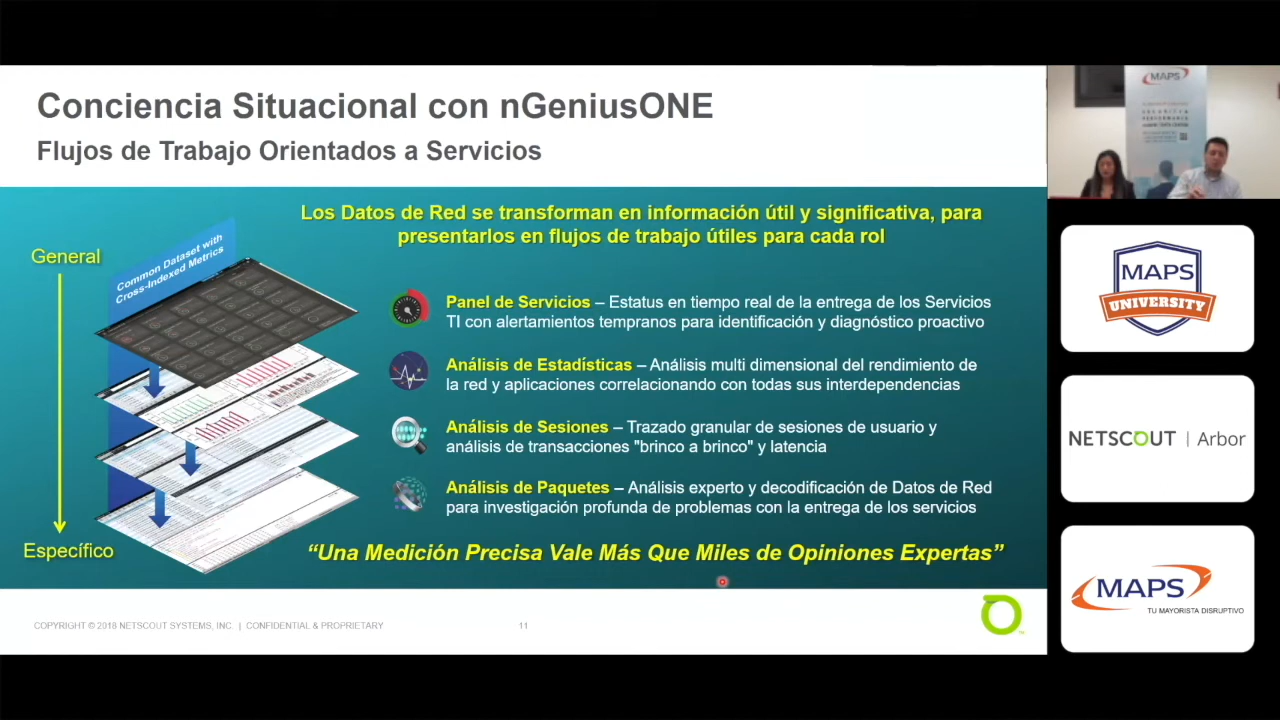 Conciencia Situacional con nGeniusONE
Flujos de Trabajo Orientados a Servicios
Los Datos de Red se transforman en información útil y significativa, para
presentarlos en flujos de trabajo útiles para cada rol
General
Common Dataset with
Cross-Indexed Metrics
Panel de Servicios – Estatus en tiempo real de la entrega de los Servicios
TI con alertamientos tempranos para identificación y diagnóstico proactivo
Análisis de Estadísticas – Análisis multi dimensional del rendimiento de
la red y aplicaciones correlacionando con todas sus interdependencias
Análisis de Sesiones – Trazado granular de sesiones de usuario y
análisis de transacciones "brinco a brinco" y latencia
Análisis de Paquetes – Análisis experto y decodificación de Datos de Red
para investigación profunda de problemas con la entrega de los servicios
Específico
“Una Medición Precisa Vale Más Que Miles de Opiniones Expertas”
COPYRIGHT © 2018 NETSCOUT SYSTEMS, INC. | CONFIDENTIAL & PROPRIETARY
11
MAPS
MAPS
UNIVERSITY
NETSCOUT | Arbor
MAPS
TU MAYORISTA DISRUPTIVO